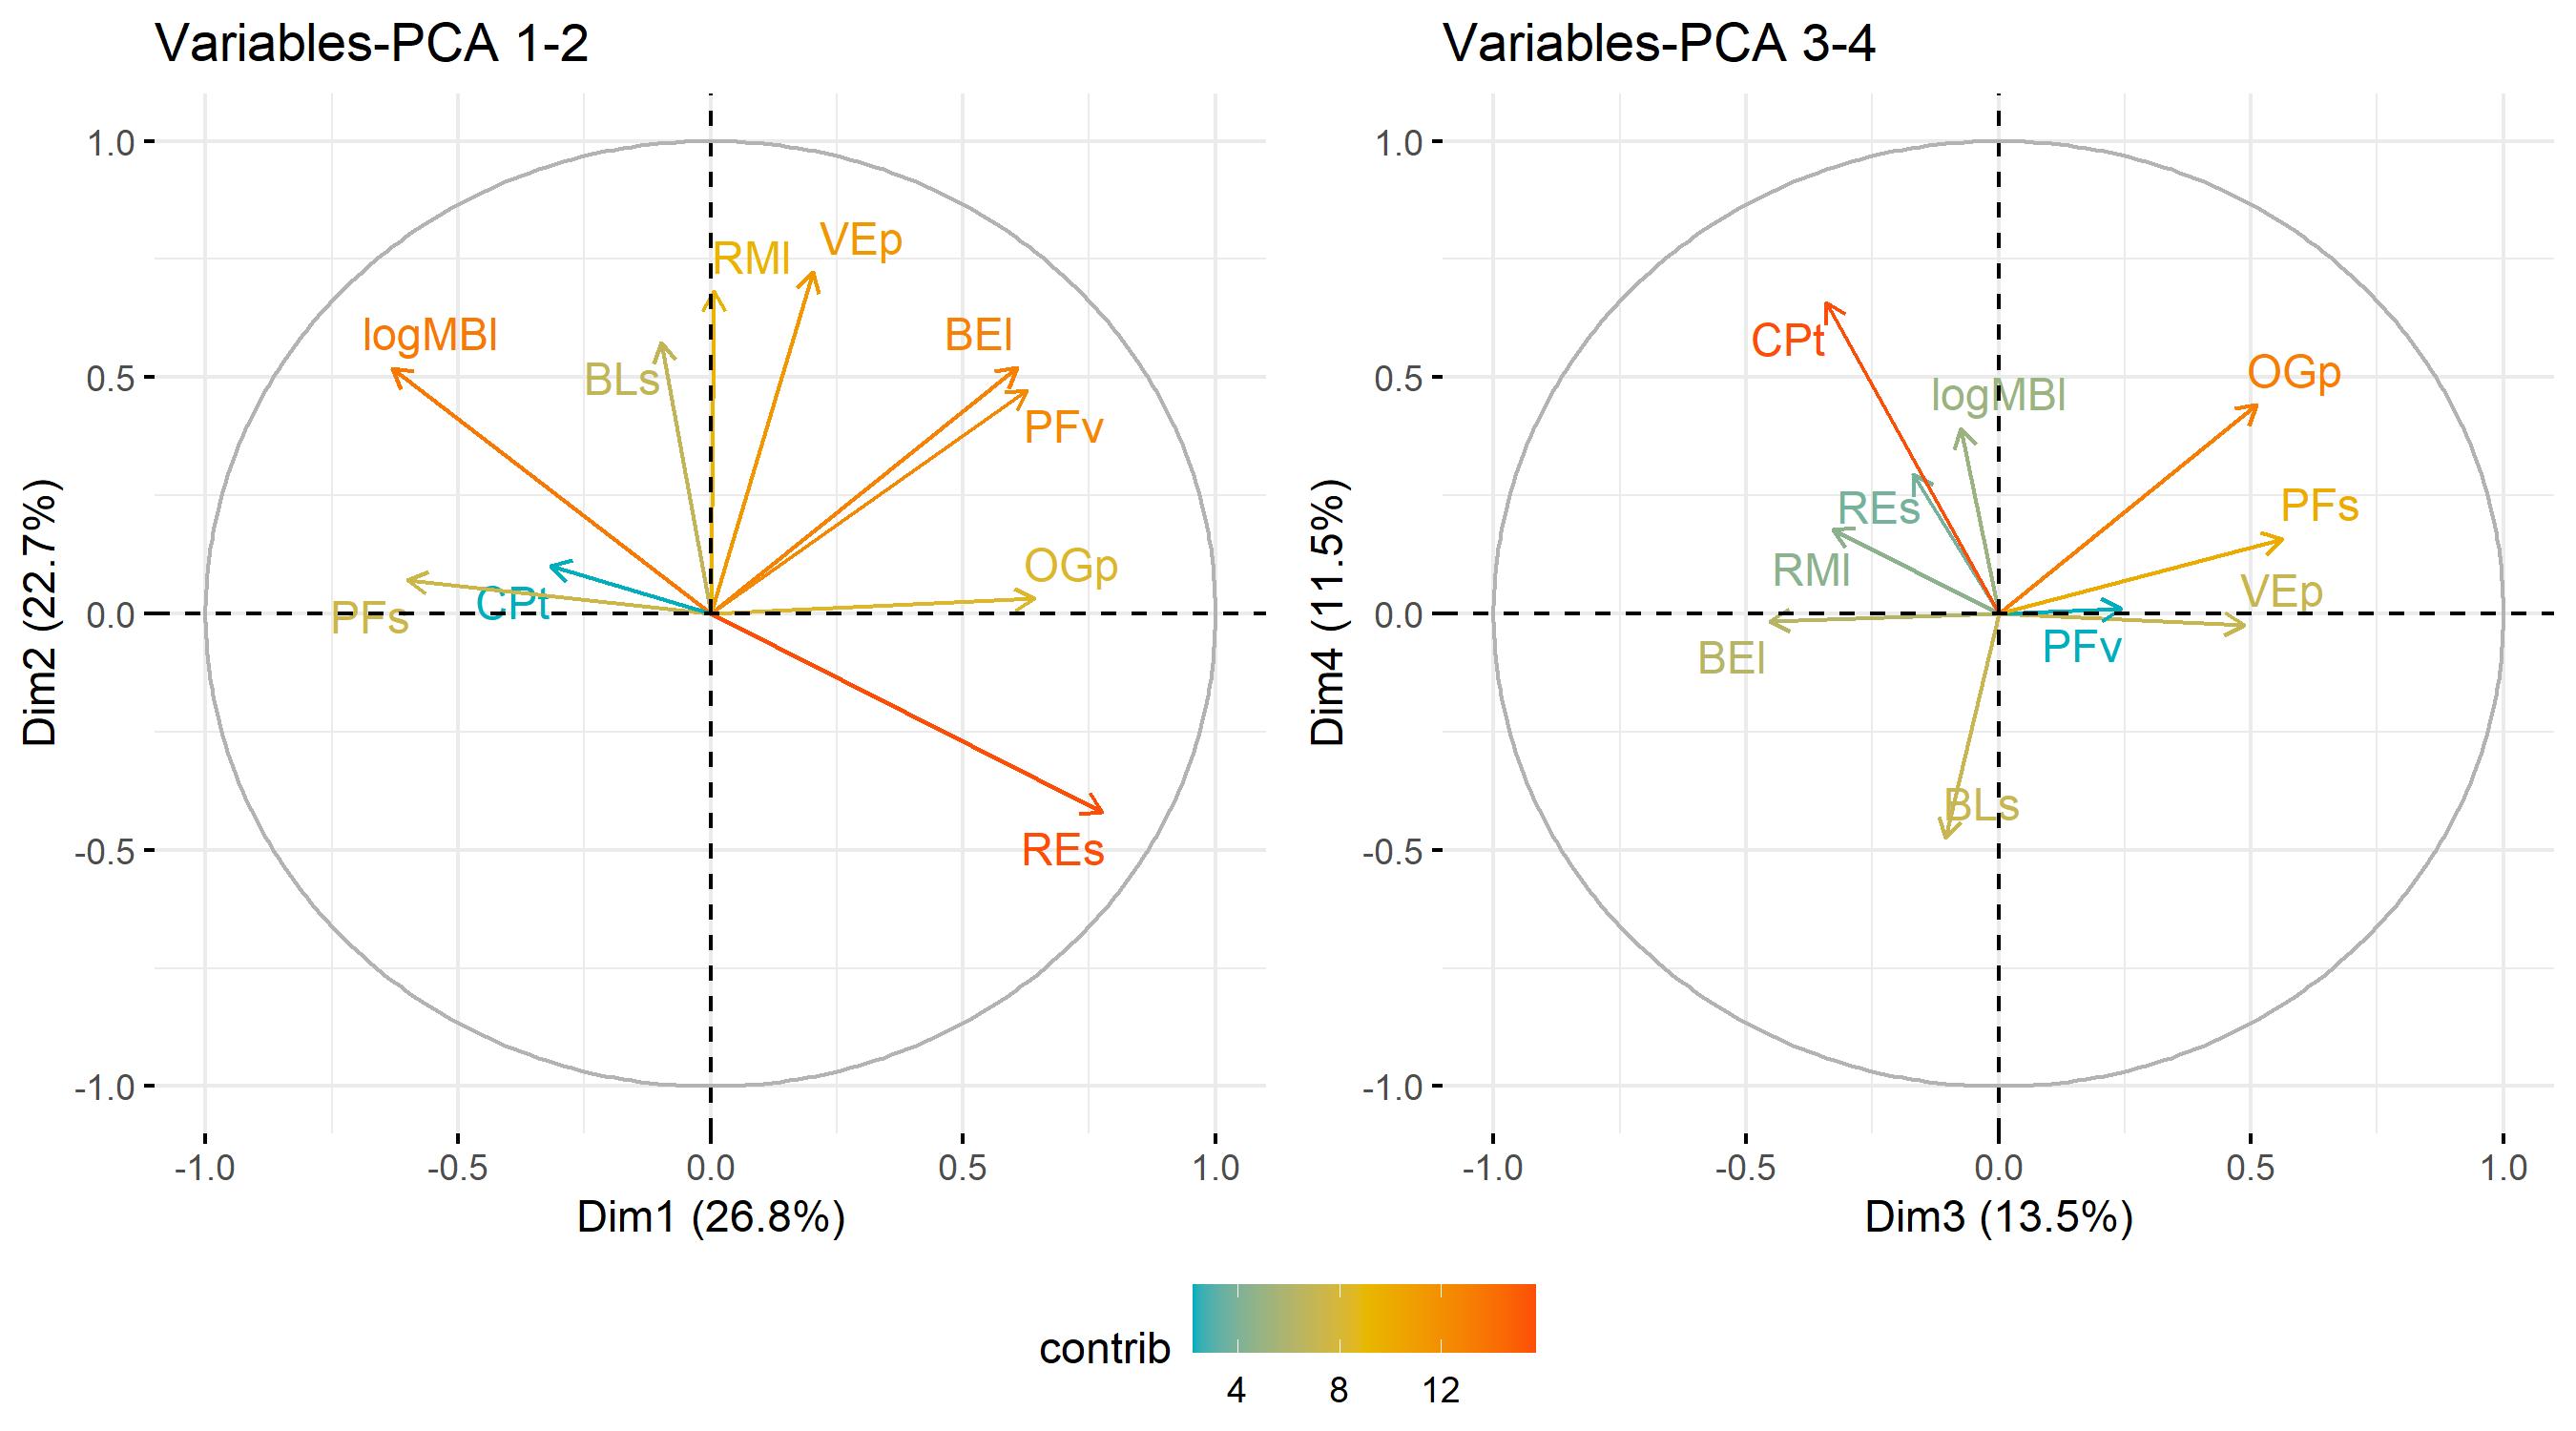 Variables-PCA 1-2
1.0
0.5
0.0
-0.5
-1.0
Dim2 (22.7%)
RMI
VEp
logMBI
BEI
BLs
PFv
OGp
CPt
PFs
REs
-1.0
-0.5
0.0
0.5
1.0
Dim1 (26.8%)
Variables-PCA 3-4
1.0
0.5
0.0
-0.5
-1.0
Dim4 (11.5%)
CPt
OGp
logMBI
REs
PFs
RMI
VEp
PFv
BEI
BLs
-1.0
-0.5
0.0
0.5
1.0
Dim3 (13.5%)
contrib
4
8
12